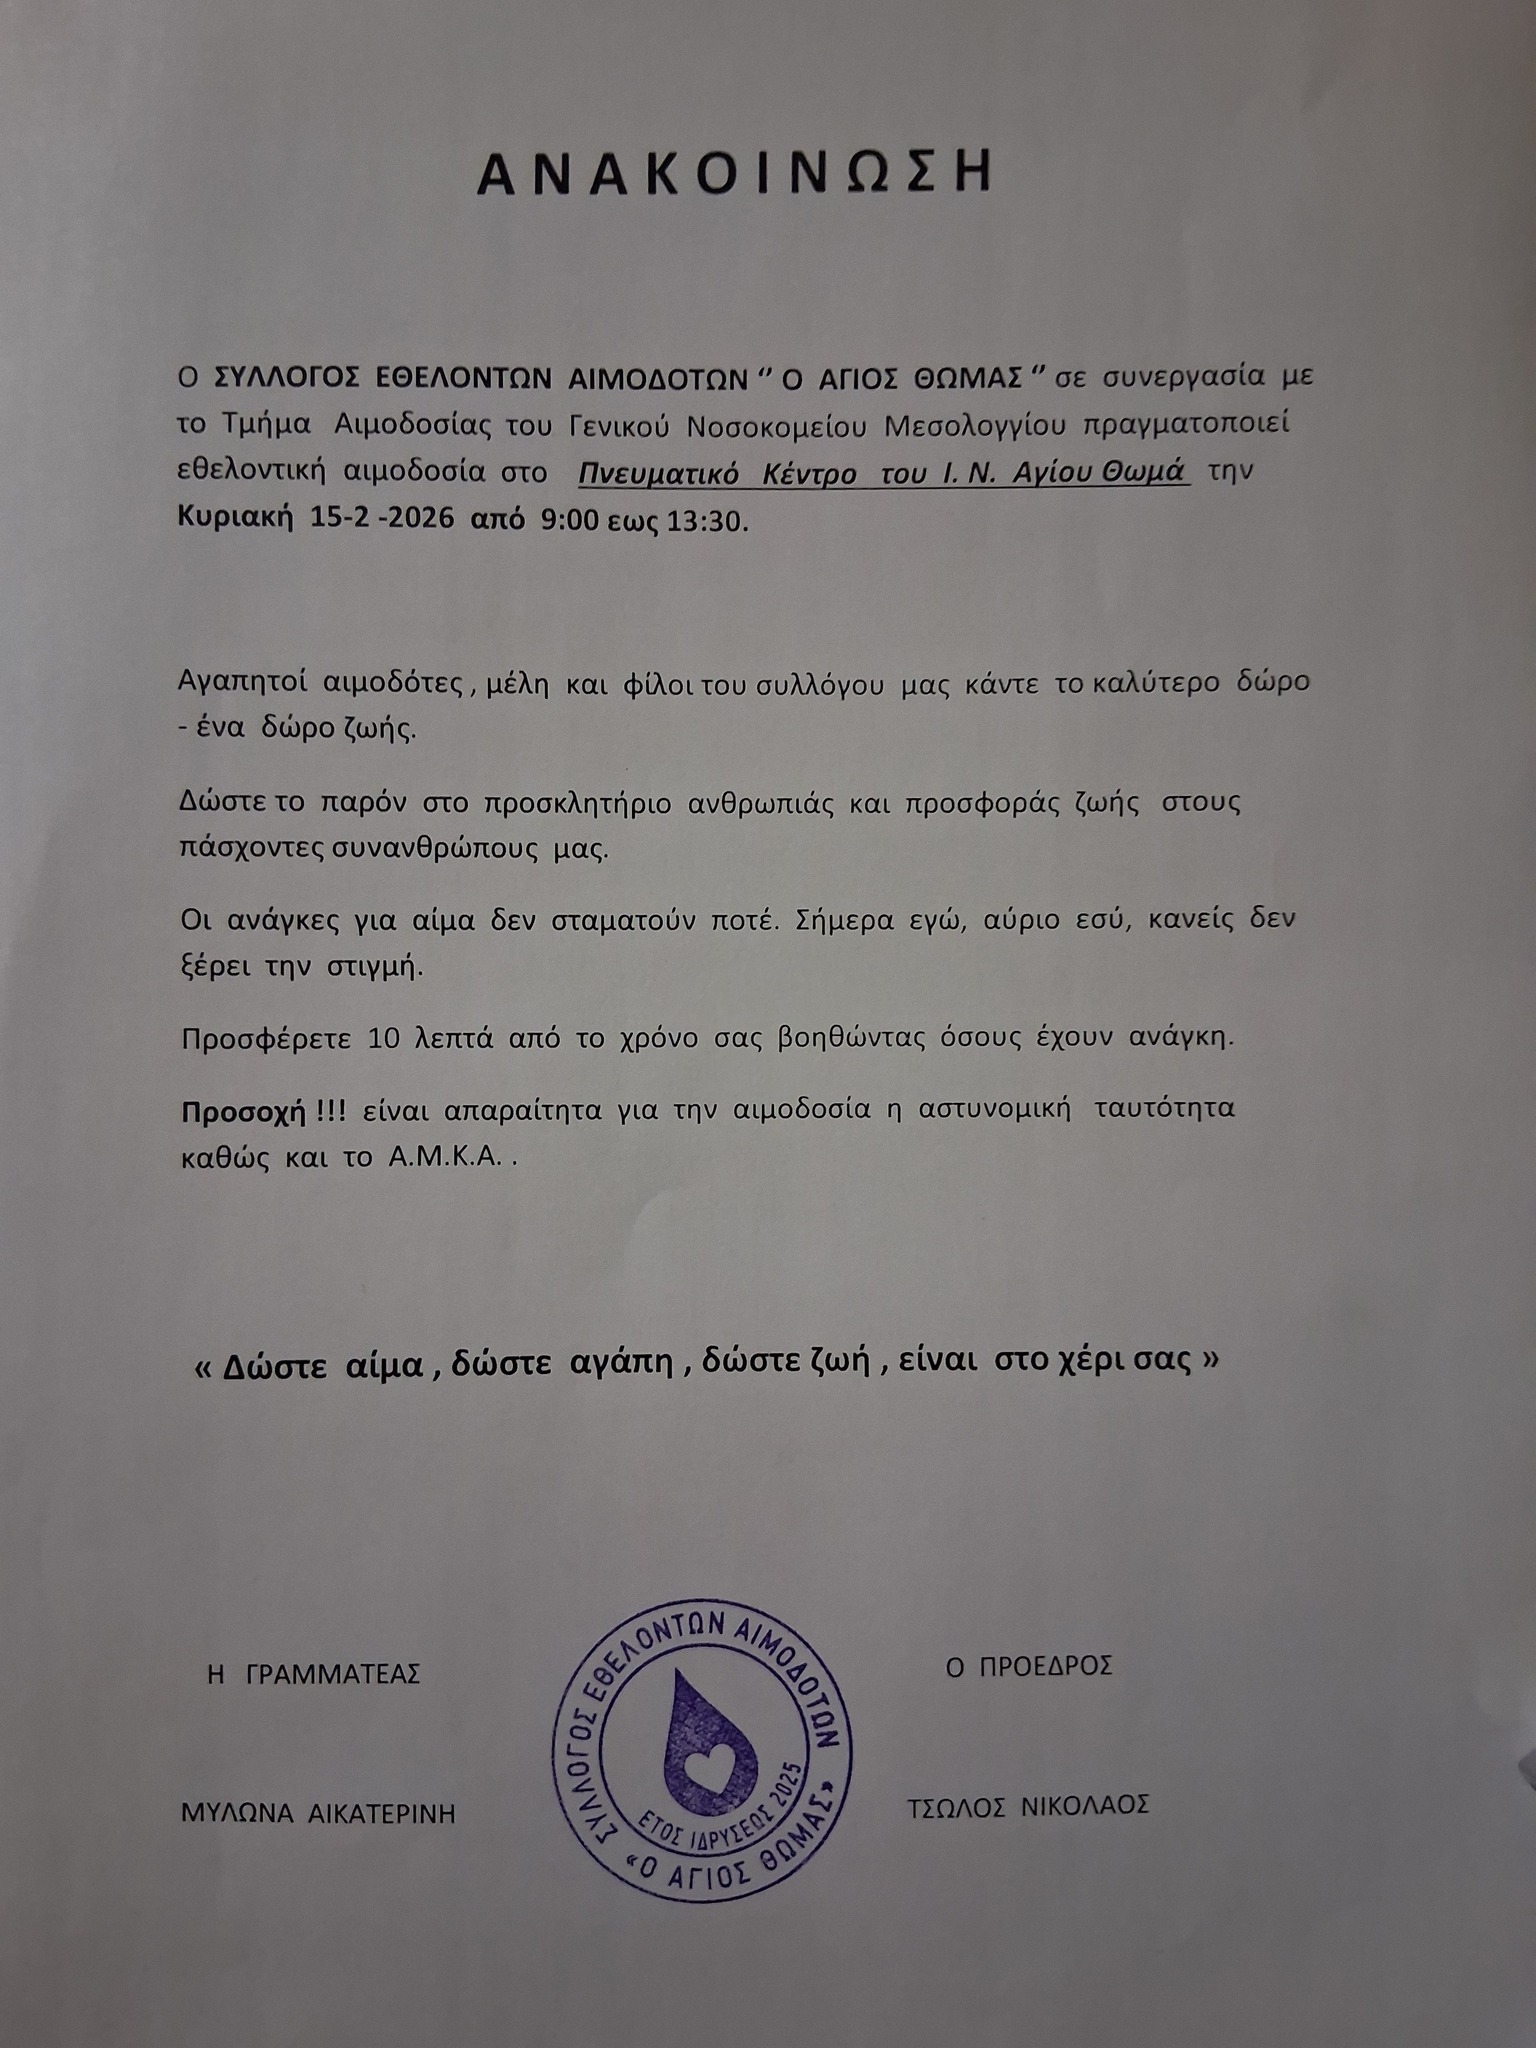 ΑΝΑΚΟΙΝΩΣΗ
Ο ΣΥΛΛΟΓΟΣ ΕΘΕΛΟΝΤΩΝ ΑΙΜΟΔΟΤΩΝ '' Ο ΑΓΙΟΣ ΘΩΜΑΣ '' σε συνεργασία με
το Τμήμα Αιμοδοσίας του Γενικού Νοσοκομείου Μεσολογγίου πραγματοποιεί
εθελοντική αιμοδοσία στο Πνευματικό Κέντρο του Ι. Ν. Αγίου Θωμά την
Κυριακή 15-2 -2026 από 9:00 εως 13:30.
Αγαπητοί αιμοδότες , μέλη και φίλοι του συλλόγου μας κάντε το καλύτερο δώρο
- ένα δώρο ζωής.
Δώστε το παρόν στο προσκλητήριο ανθρωπιάς και προσφοράς ζωής στους
πάσχοντες συνανθρώπους μας.
Οι ανάγκες για αίμα δεν σταματούν ποτέ. Σήμερα εγώ, αύριο εσύ, κανείς δεν
ξέρει την στιγμή.
Προσφέρετε 10 λεπτά από το χρόνο σας βοηθώντας όσους έχουν ανάγκη.
Προσοχή !!! είναι απαραίτητα για την αιμοδοσία η αστυνομική ταυτότητα
καθώς και το Α.Μ.Κ.Α. .
« Δώστε αίμα , δώστε αγάπη , δώστε ζωή , είναι στο χέρι σας »
Η ΓΡΑΜΜΑΤΕΑΣ
ΜΥΛΩΝΑ ΑΙΚΑΤΕΡΙΝΗ
ΣΥΛΛΟΓΟΣ ΕΘΕΛΟΝΤΩΝ ΑΙΜΟΔΟΤΩΝ
«Ο ΑΓΙΟΣ ΘΩΜΑΣ»
ΕΤΟΣ ΙΔΡΥΣΕΩΣ 2025
Ο ΠΡΟΕΔΡΟΣ
ΤΣΩΛΟΣ ΝΙΚΟΛΑΟΣ